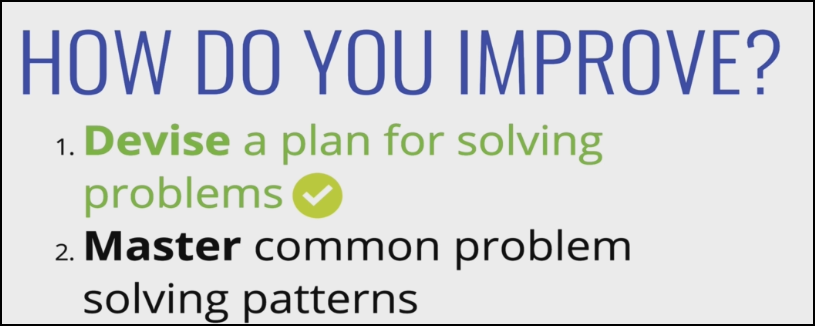 HOW DO YOU IMPROVE?
1. Devise a plan for solving
problems
2. Master common problem
solving patterns